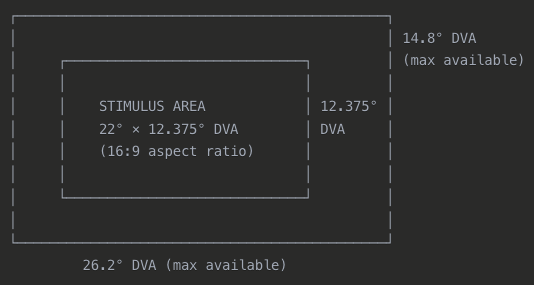 14.8° DVA
(max available)
STIMULUS AREA
22° × 12.375° DVA
(16:9 aspect ratio)
12.375°
DVA
26.2° DVA (max available)